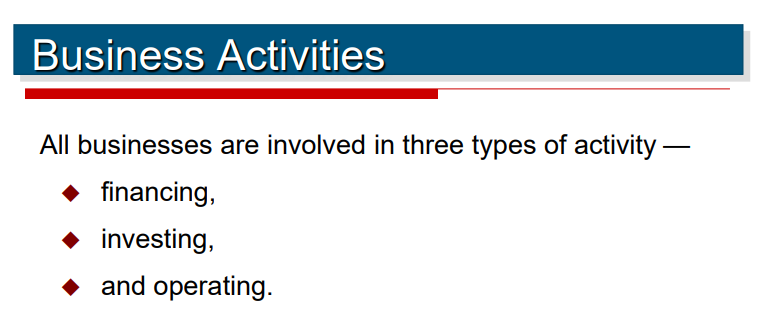 Business Activities
All businesses are involved in three types of activity —
financing,
investing,
and operating.